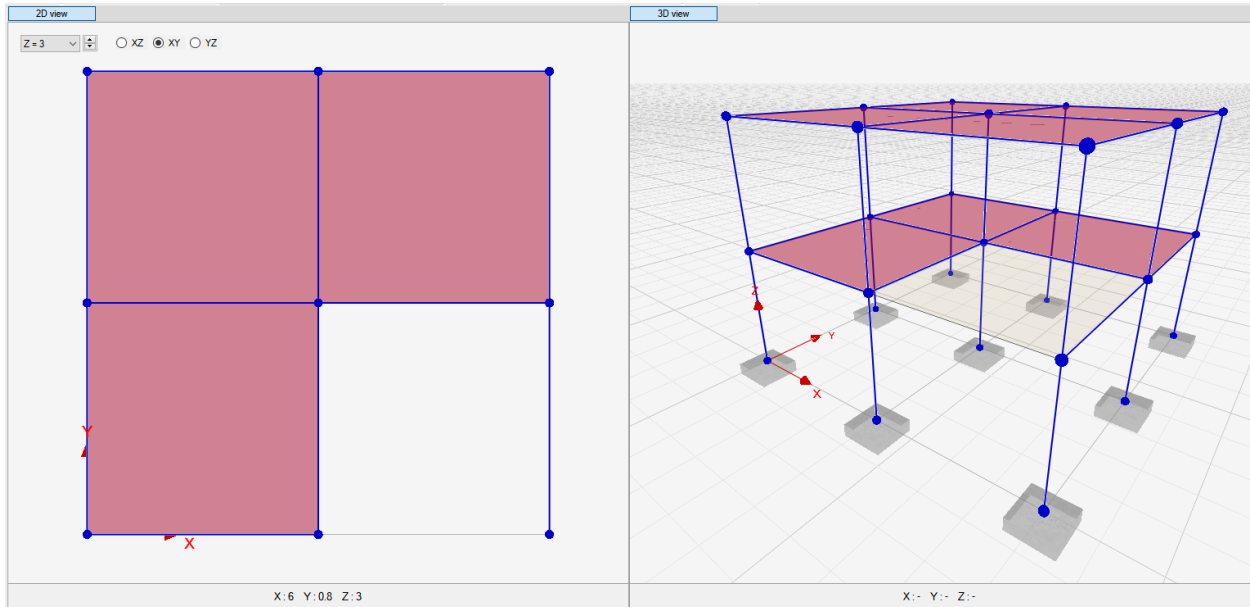 2D view
3D view
Z = 3
XZ
XY
YZ
Y
X
Z
Y
X
X : 6 Y : 0.8 Z : 3
X : - Y : - Z : -